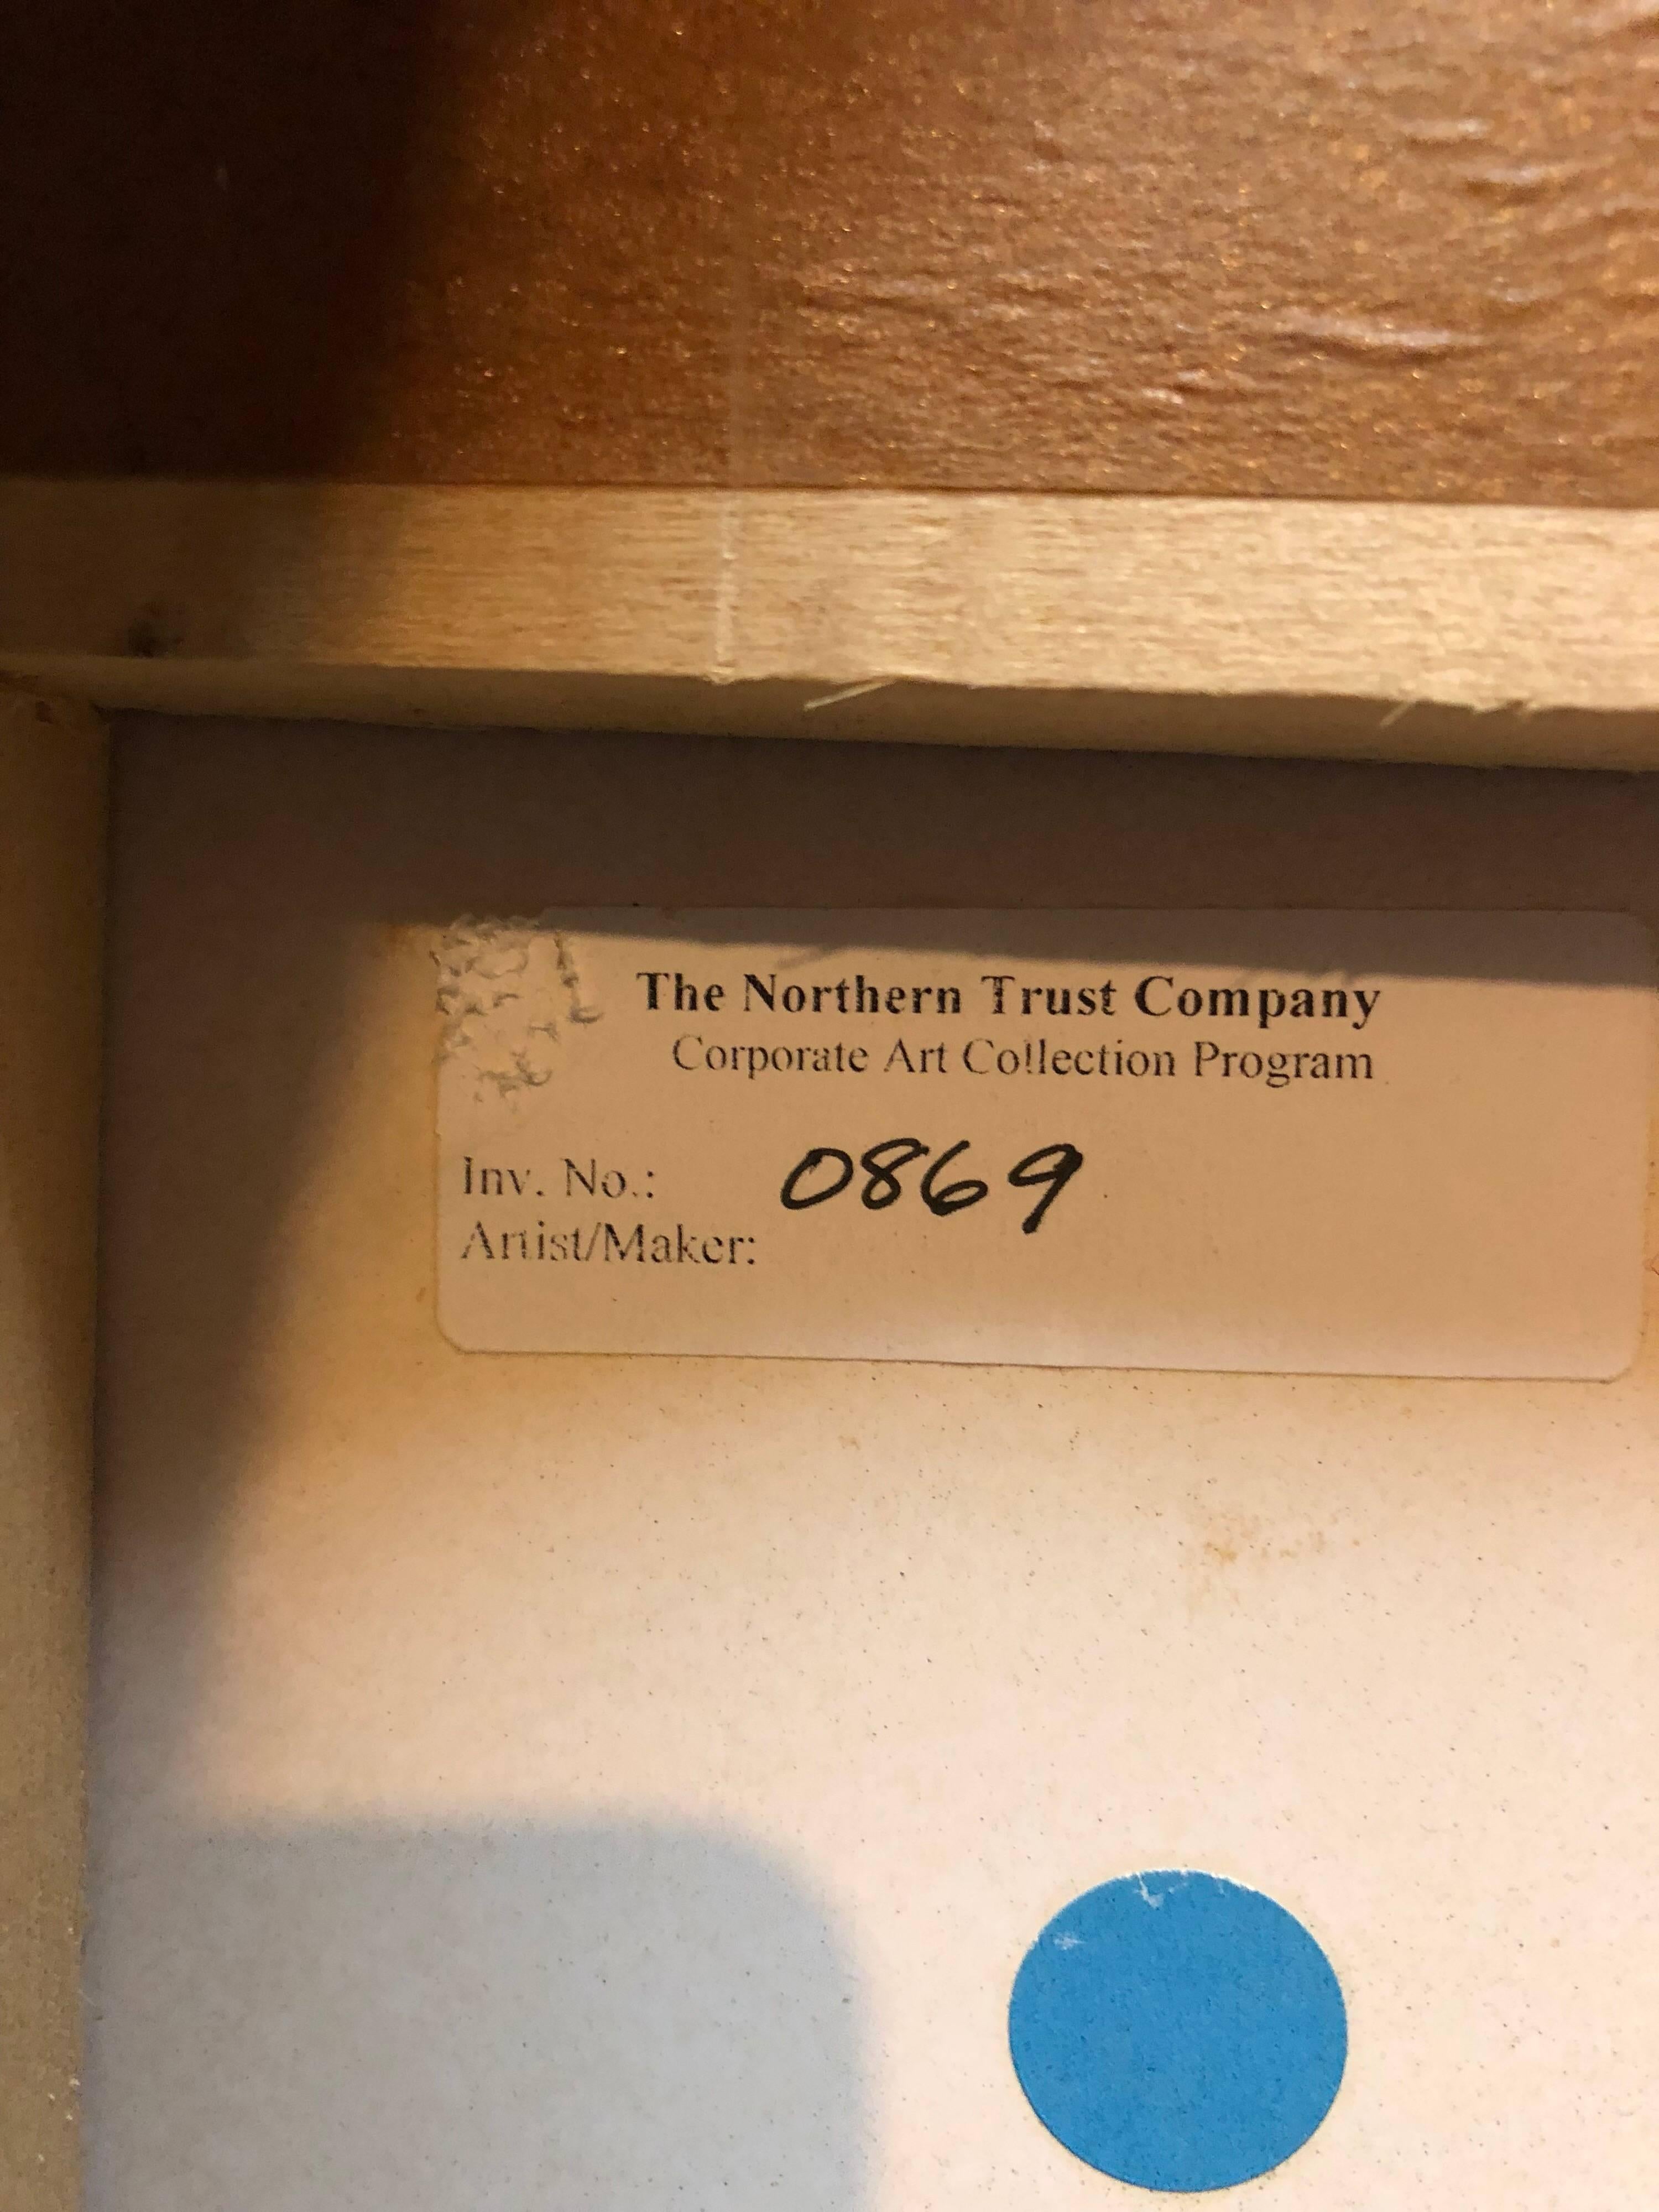 The Northern Trust Company
Corporate Art Collection Program
Inv. No.: 0869
Artist/Maker: